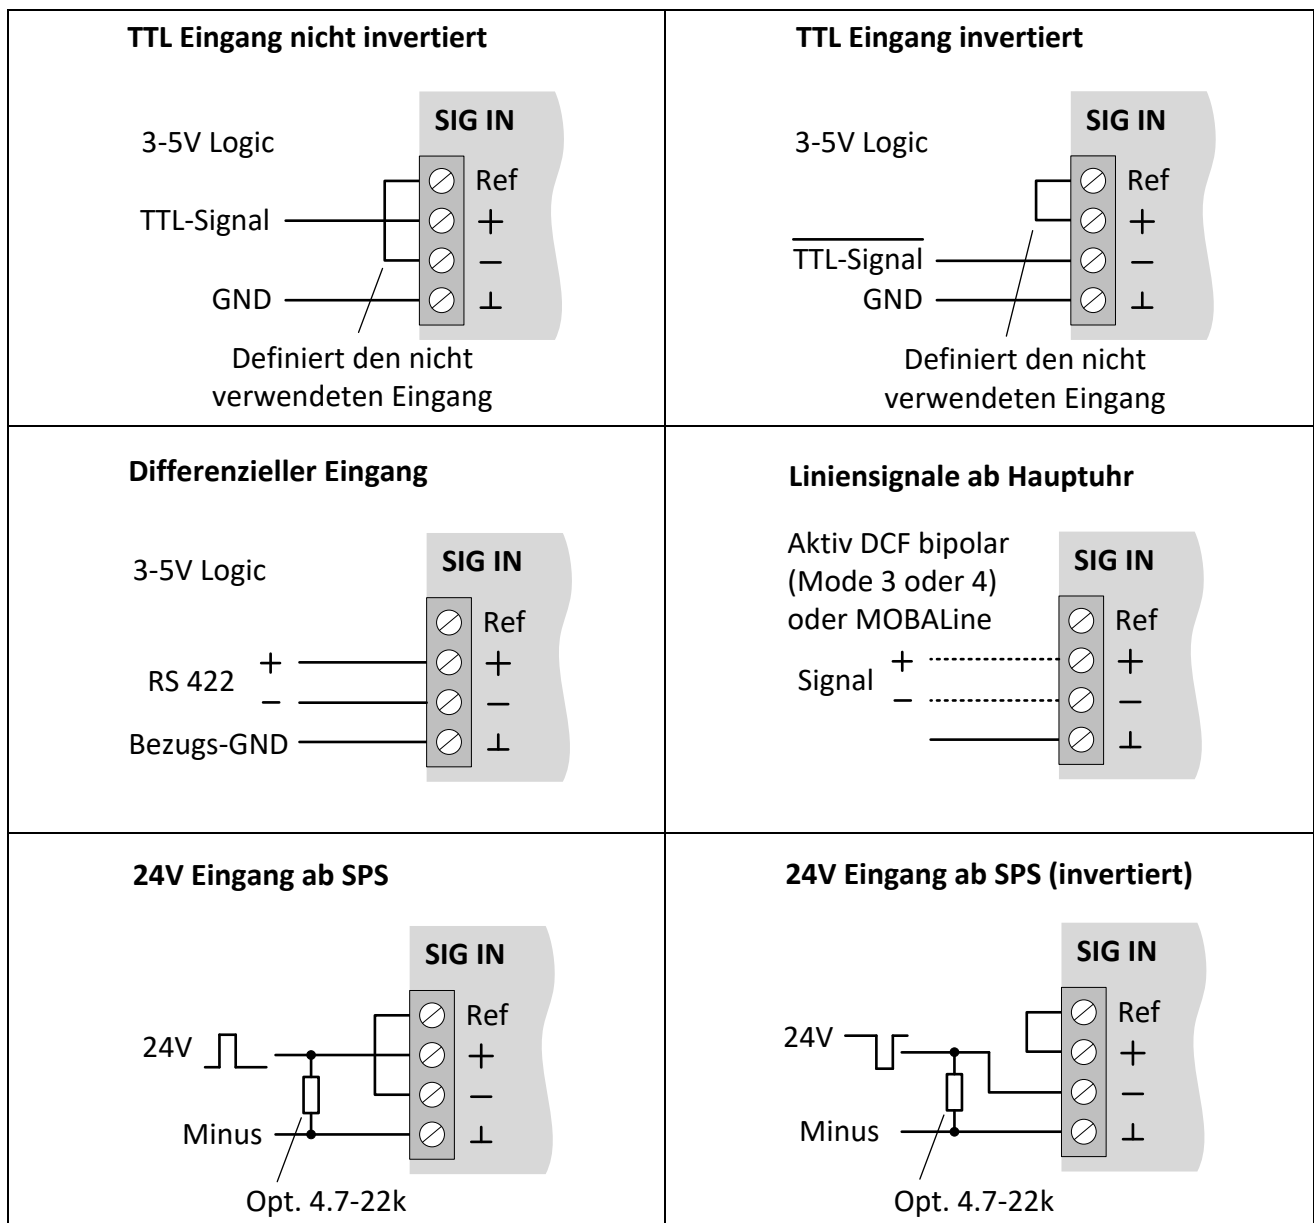 TTL Eingang nicht invertiert
SIG IN
3-5V Logic
Ref
TTL-Signal
+
−
GND
⊥
Definiert den nicht
verwendeten Eingang
TTL Eingang invertiert
SIG IN
3-5V Logic
Ref
+
TTL-Signal
−
GND
⊥
Definiert den nicht
verwendeten Eingang
Differenzieller Eingang
SIG IN
3-5V Logic
Ref
+ +
RS 422
− −
Bezugs-GND
⊥
Liniensignale ab Hauptuhr
Aktiv DCF bipolar
SIG IN
(Mode 3 oder 4)
oder MOBALine
Ref
+ +
Signal
− −
⊥
24V Eingang ab SPS
SIG IN
Ref
24V
+
−
Minus
⊥
Opt. 4.7-22k
24V Eingang ab SPS (invertiert)
SIG IN
Ref
24V
+
−
Minus
⊥
Opt. 4.7-22k